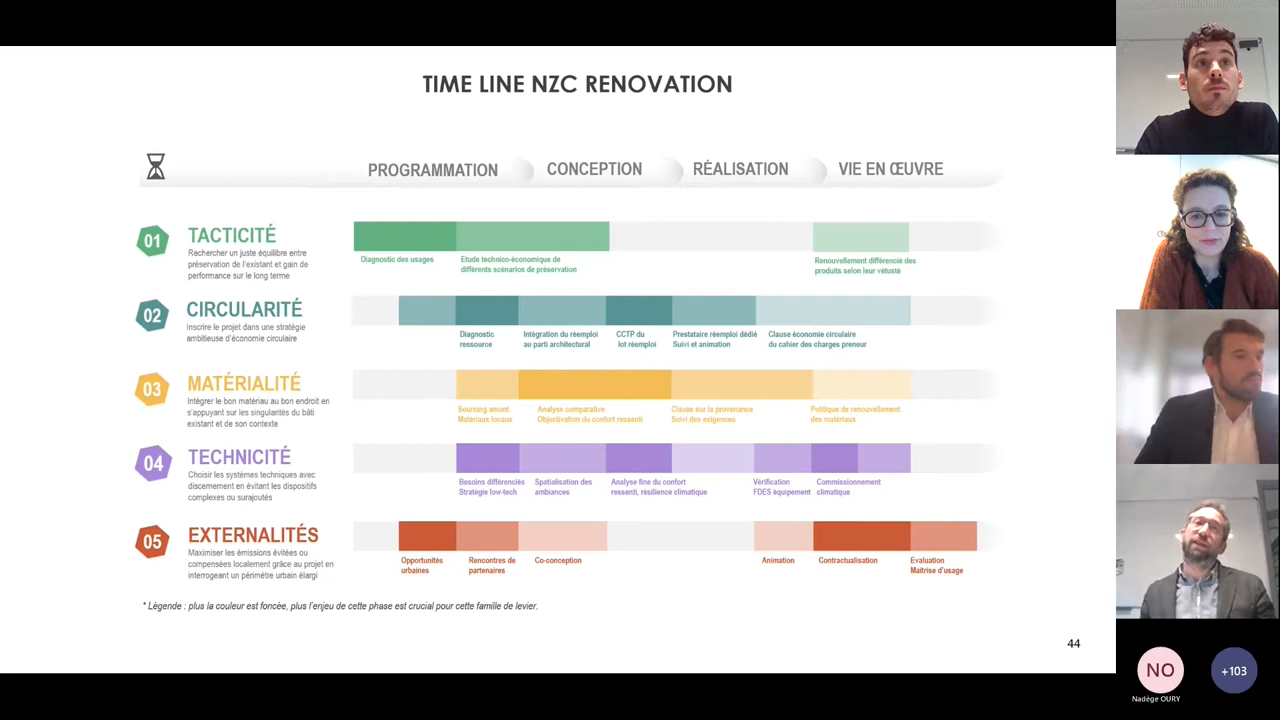 TIME LINE NZC RENOVATION
PROGRAMMATION
CONCEPTION
RÉALISATION
VIE EN ŒUVRE
01
TACTICITÉ
Rechercher un juste équilibre entre
préservation de l'existant et gain de
performance sur le long terme
Diagnostic des usages
Etude technico-économique de
différents scénarios de préservation
Renouvellement différencié des
produits selon leur vétusté
02
CIRCULARITÉ
Inscrire le projet dans une stratégie
ambitieuse d'économie circulaire
Diagnostic
ressource
Intégration du réemploi
au parti architectural
CCTP du
lot réemploi
Prestataire réemploi dédié
Suivi et animation
Clause économie circulaire
du cahier des charges preneur
03
MATÉRIALITÉ
Intégrer le bon matériau au bon endroit en
s'appuyant sur les singularités du bâti
existant et de son contexte
Sourcing amont
Matériaux locaux
Analyse comparative
Objectivation du confort ressenti
Clause sur la provenance
Suivi des exigences
Politique de renouvellement
des matériaux
04
TECHNICITÉ
Choisir les systèmes techniques avec
discernement en évitant les dispositifs
complexes ou surajoutés
Besoins différenciés
Stratégie low-tech
Spatialisation des
ambiances
Analyse fine du confort
ressenti, résilience climatique
Vérification
FDES équipement
Commissionnement
climatique
05
EXTERNALITÉS
Maximiser les émissions évitées ou
compensées localement grâce au projet en
interrogeant un périmètre urbain élargi
Opportunités
urbaines
Rencontres de
partenaires
Co-conception
Animation
Contractualisation
Evaluation
Maitrise d'usage
* Légende : plus la couleur est foncée, plus l'enjeu de cette phase est crucial pour cette famille de levier.
44
NO
+103
Nadège OURY